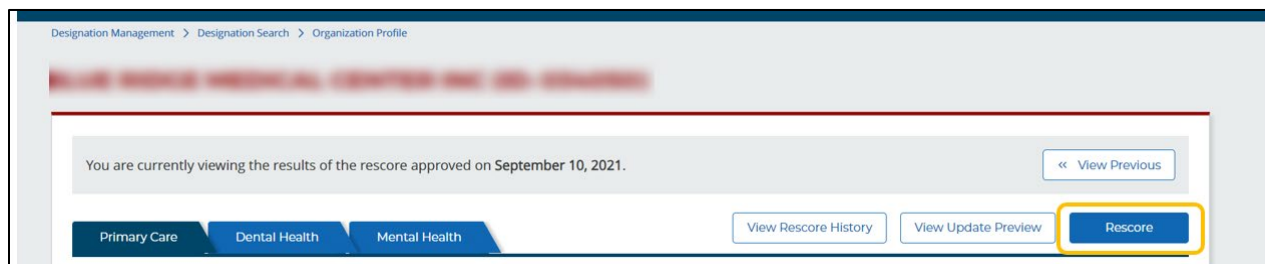 Designation Management > Designation Search > Organization Profile
You are currently viewing the results of the rescore approved on September 10, 2021.
« View Previous
Primary Care Dental Health Mental Health View Rescore History View Update Preview Rescore